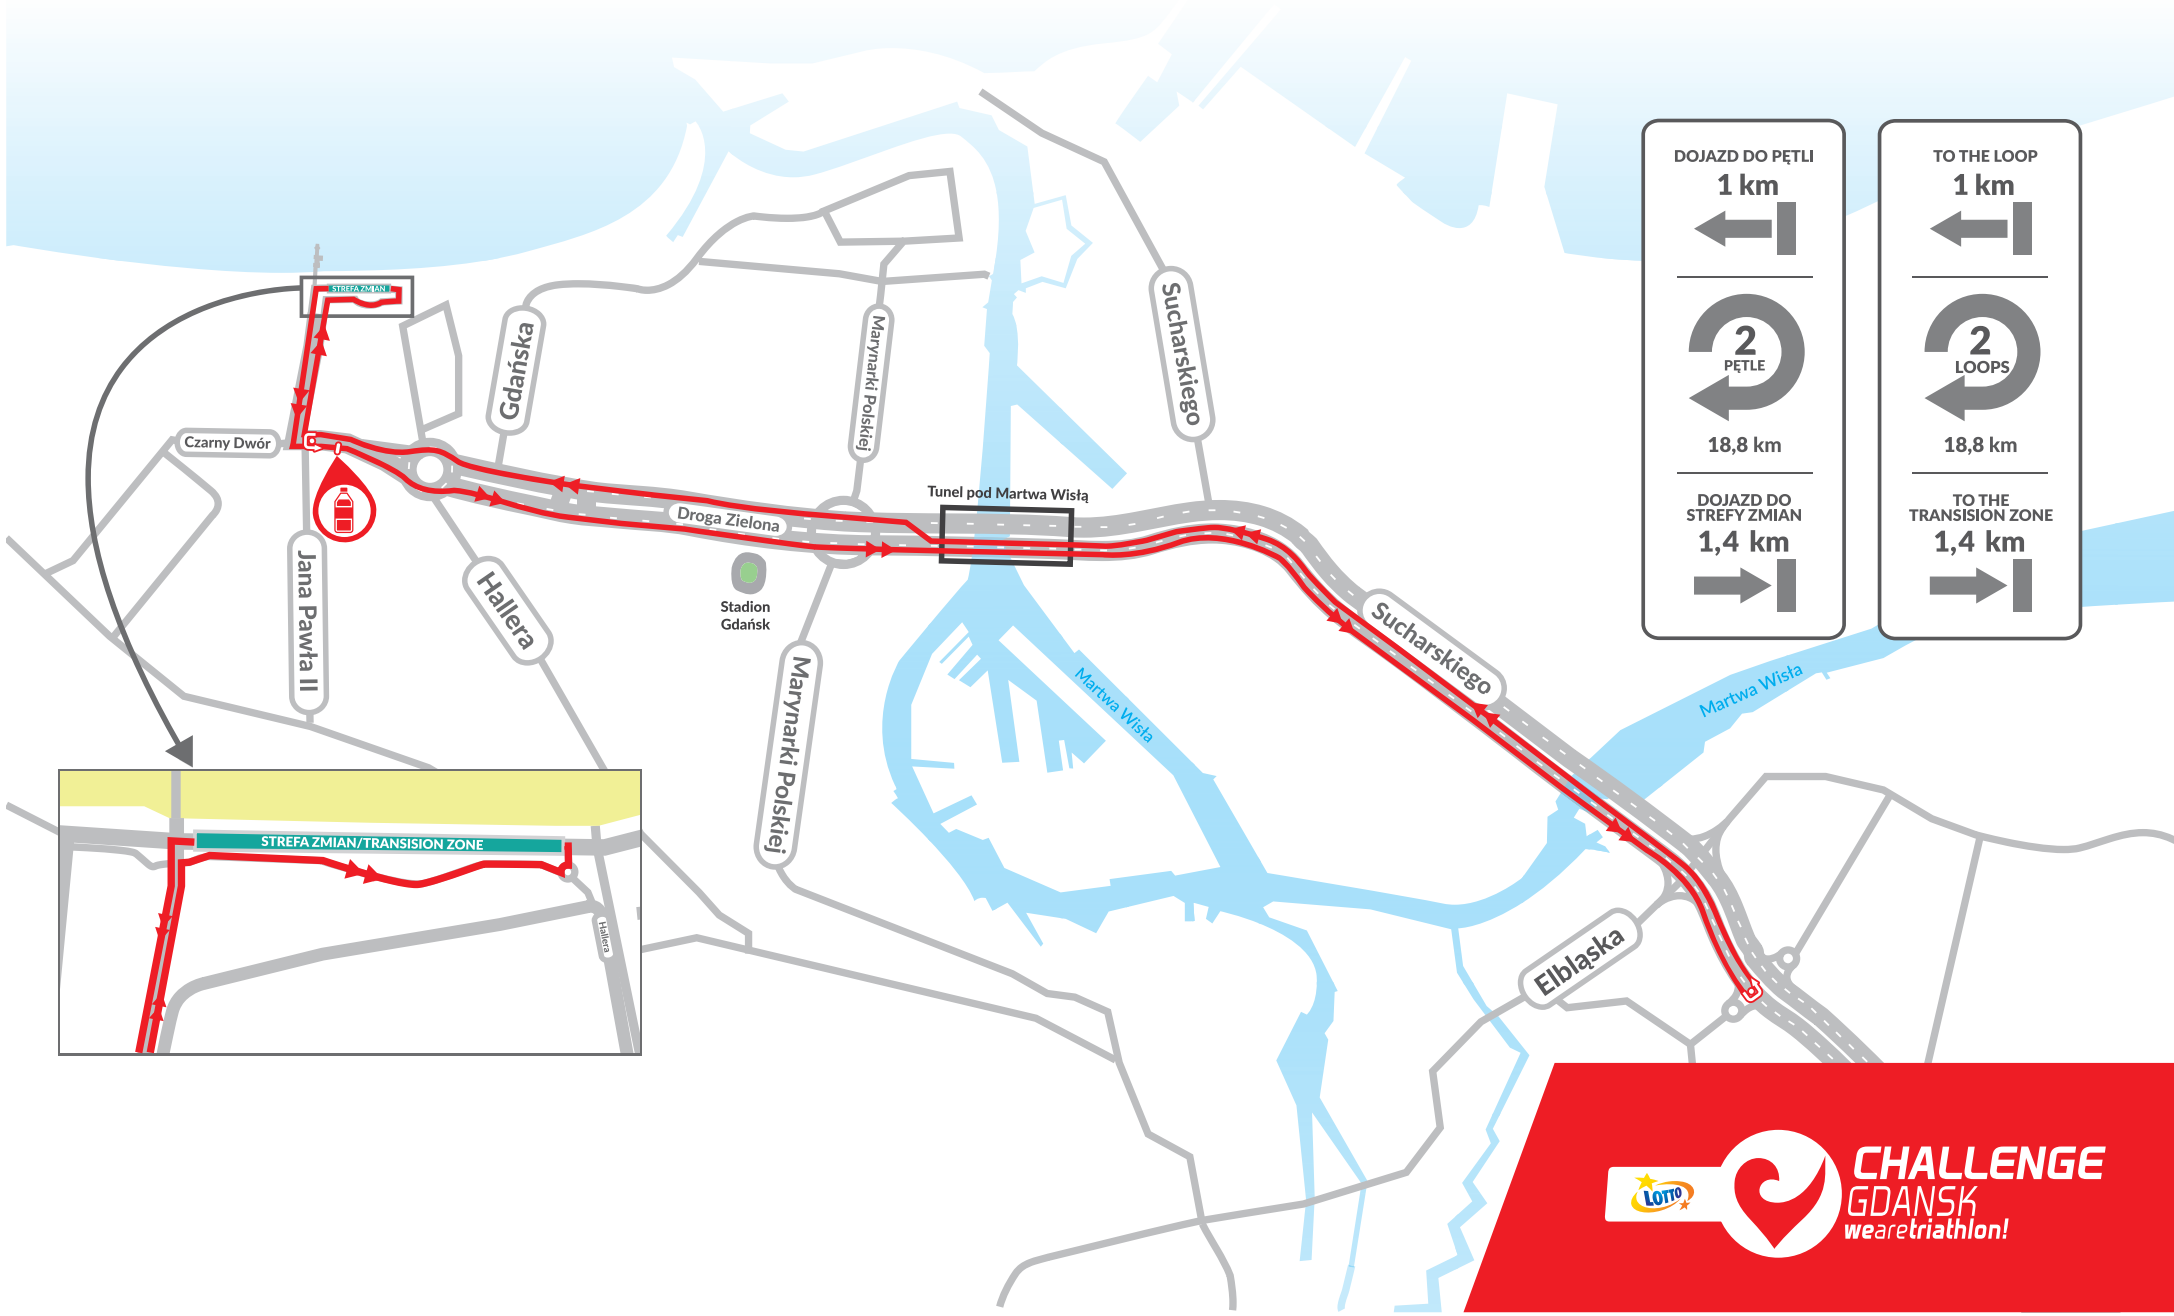 DOJAZD DO PĘTLI
1 km
2
PĘTLE
18,8 km
DOJAZD DO
STREFY ZMIAN
1,4 km
TO THE LOOP
1 km
2
LOOPS
18,8 km
TO THE
TRANSISION ZONE
1,4 km
STREFA ZMIAN
Gdańska
Marynarki Polskiej
Sucharskiego
Czarny Dwór
Tunel pod Martwa Wisłą
Droga Zielona
Stadion
Gdańsk
Jana Pawła II
Hallera
Marynarki Polskiej
Sucharskiego
Martwa Wisła
Martwa Wisła
STREFA ZMIAN/TRANSISION ZONE
Hallera
Elbląska
LOTTO
CHALLENGE
GDANSK
wearetriathlon!